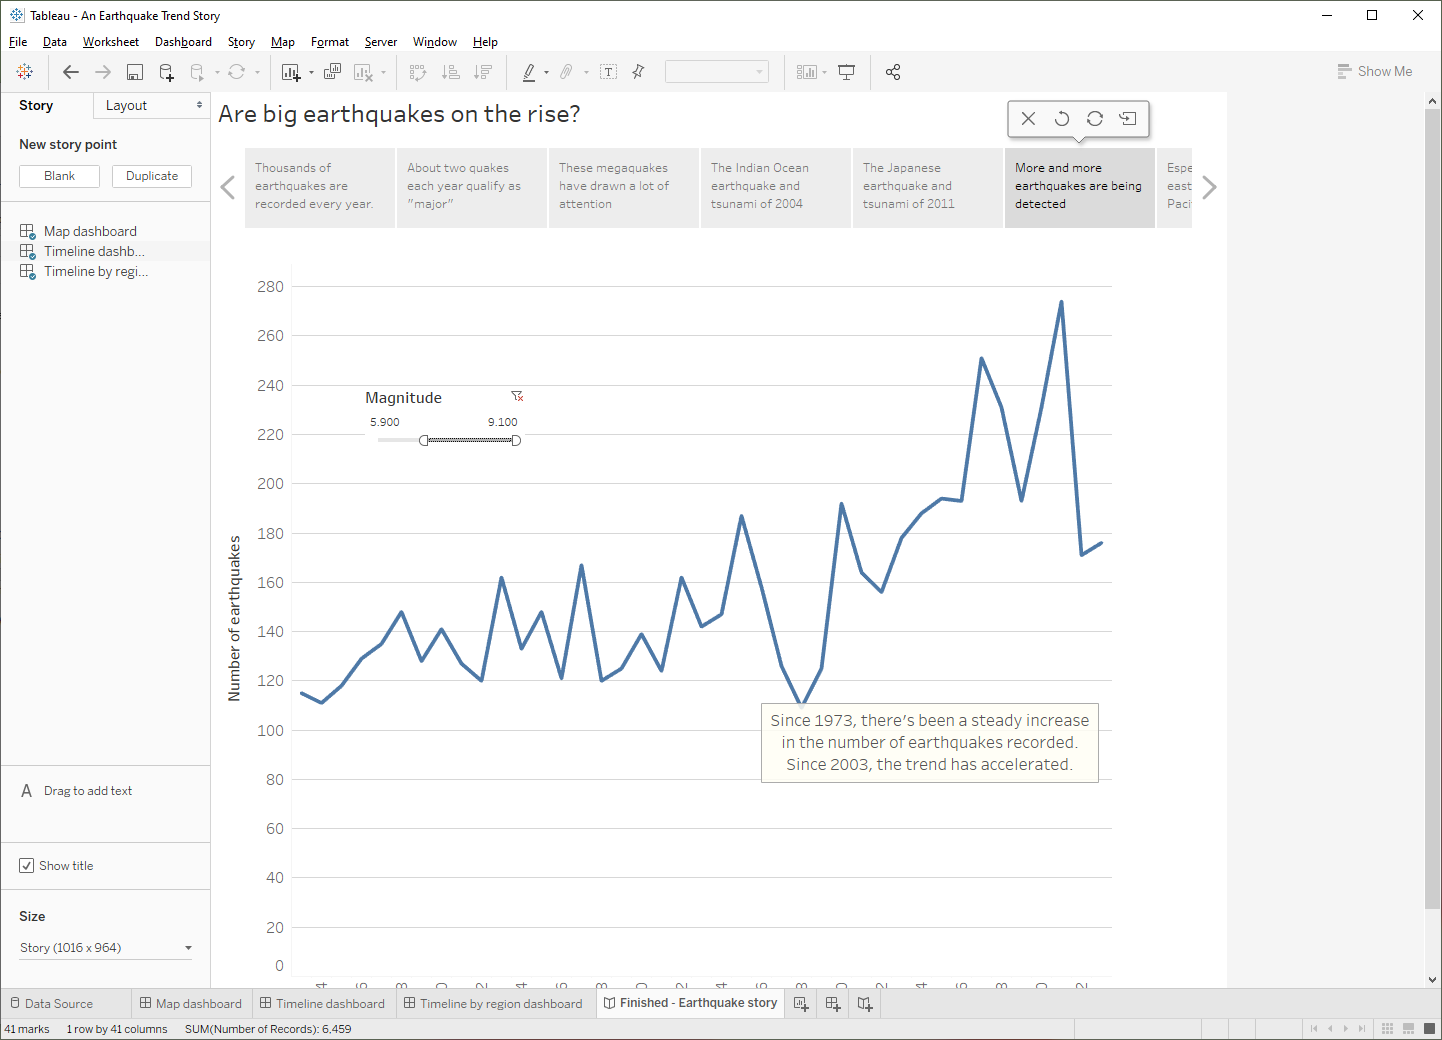 Tableau - An Earthquake Trend Story
File Data Worksheet Dashboard Story Map Format Server Window Help
Show Me
Story Layout
New story point
Blank Duplicate
Map dashboard
Timeline dashb...
Timeline by regi...
A Drag to add text
Show title
Size
Story (1016 x 964)
Are big earthquakes on the rise?
Thousands of
earthquakes are
recorded every year.
About two quakes
each year qualify as
"major"
These megaquakes
have drawn a lot of
attention
The Indian Ocean
earthquake and
tsunami of 2004
The Japanese
earthquake and
tsunami of 2011
More and more
earthquakes are being
detected
Espe
east
Paci
280
260
240
220
200
180
160
140
120
100
80
60
40
20
0
Number of earthquakes
Magnitude
5.900 9.100
Since 1973, there's been a steady increase
in the number of earthquakes recorded.
Since 2003, the trend has accelerated.
Data Source Map dashboard Timeline dashboard Timeline by region dashboard Finished - Earthquake story
41 marks 1 row by 41 columns SUM(Number of Records): 6,459